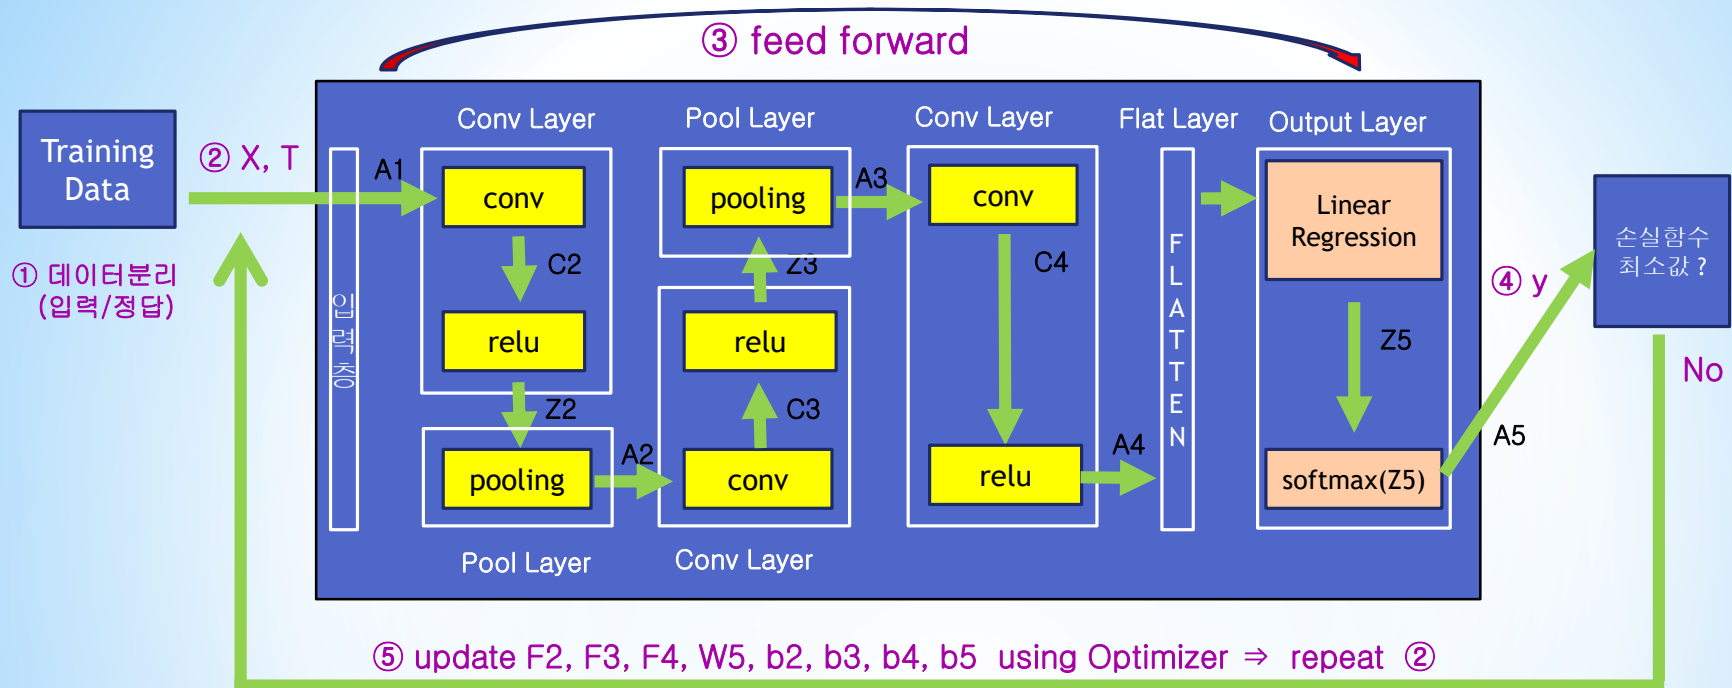 ③ feed forward
Training
Data
② X, T
① 데이터분리
(입력/정답)
입
력
층
A1
Conv Layer
conv
C2
relu
Z2
pooling
Pool Layer
A2
Conv Layer
conv
C3
relu
Z3
pooling
Pool Layer
A3
Conv Layer
conv
C4
relu
A4
Flat Layer
F
L
A
T
T
E
N
Output Layer
Linear
Regression
Z5
softmax(Z5)
A5
④ y
손실함수
최소값 ?
No
⑤ update F2, F3, F4, W5, b2, b3, b4, b5 using Optimizer ⇒ repeat ②